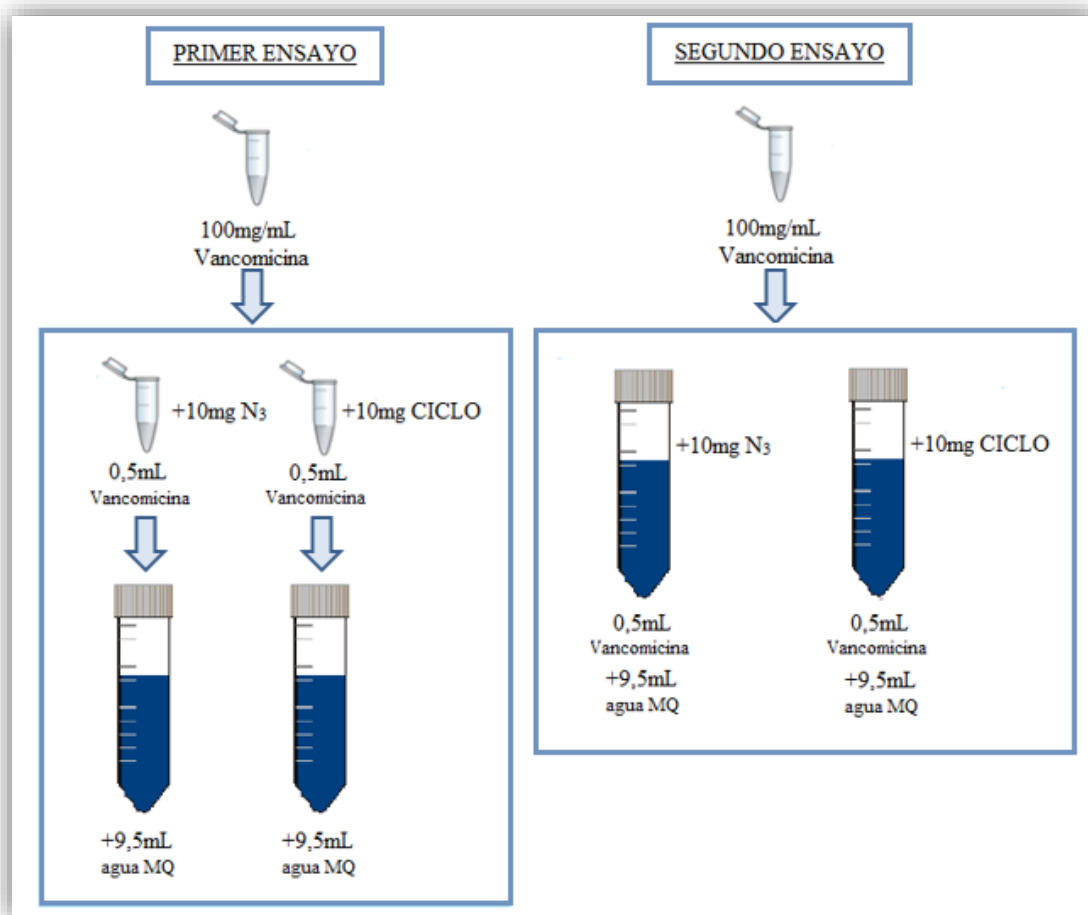 PRIMER ENSAYO
100mg/mL
Vancomicina
+10mg N3
+10mg CICLO
0,5mL
Vancomicina
0,5mL
Vancomicina
+9,5mL
agua MQ
+9,5mL
agua MQ
SEGUNDO ENSAYO
100mg/mL
Vancomicina
+10mg N3
+10mg CICLO
0,5mL
Vancomicina
+9,5mL
agua MQ
0,5mL
Vancomicina
+9,5mL
agua MQ